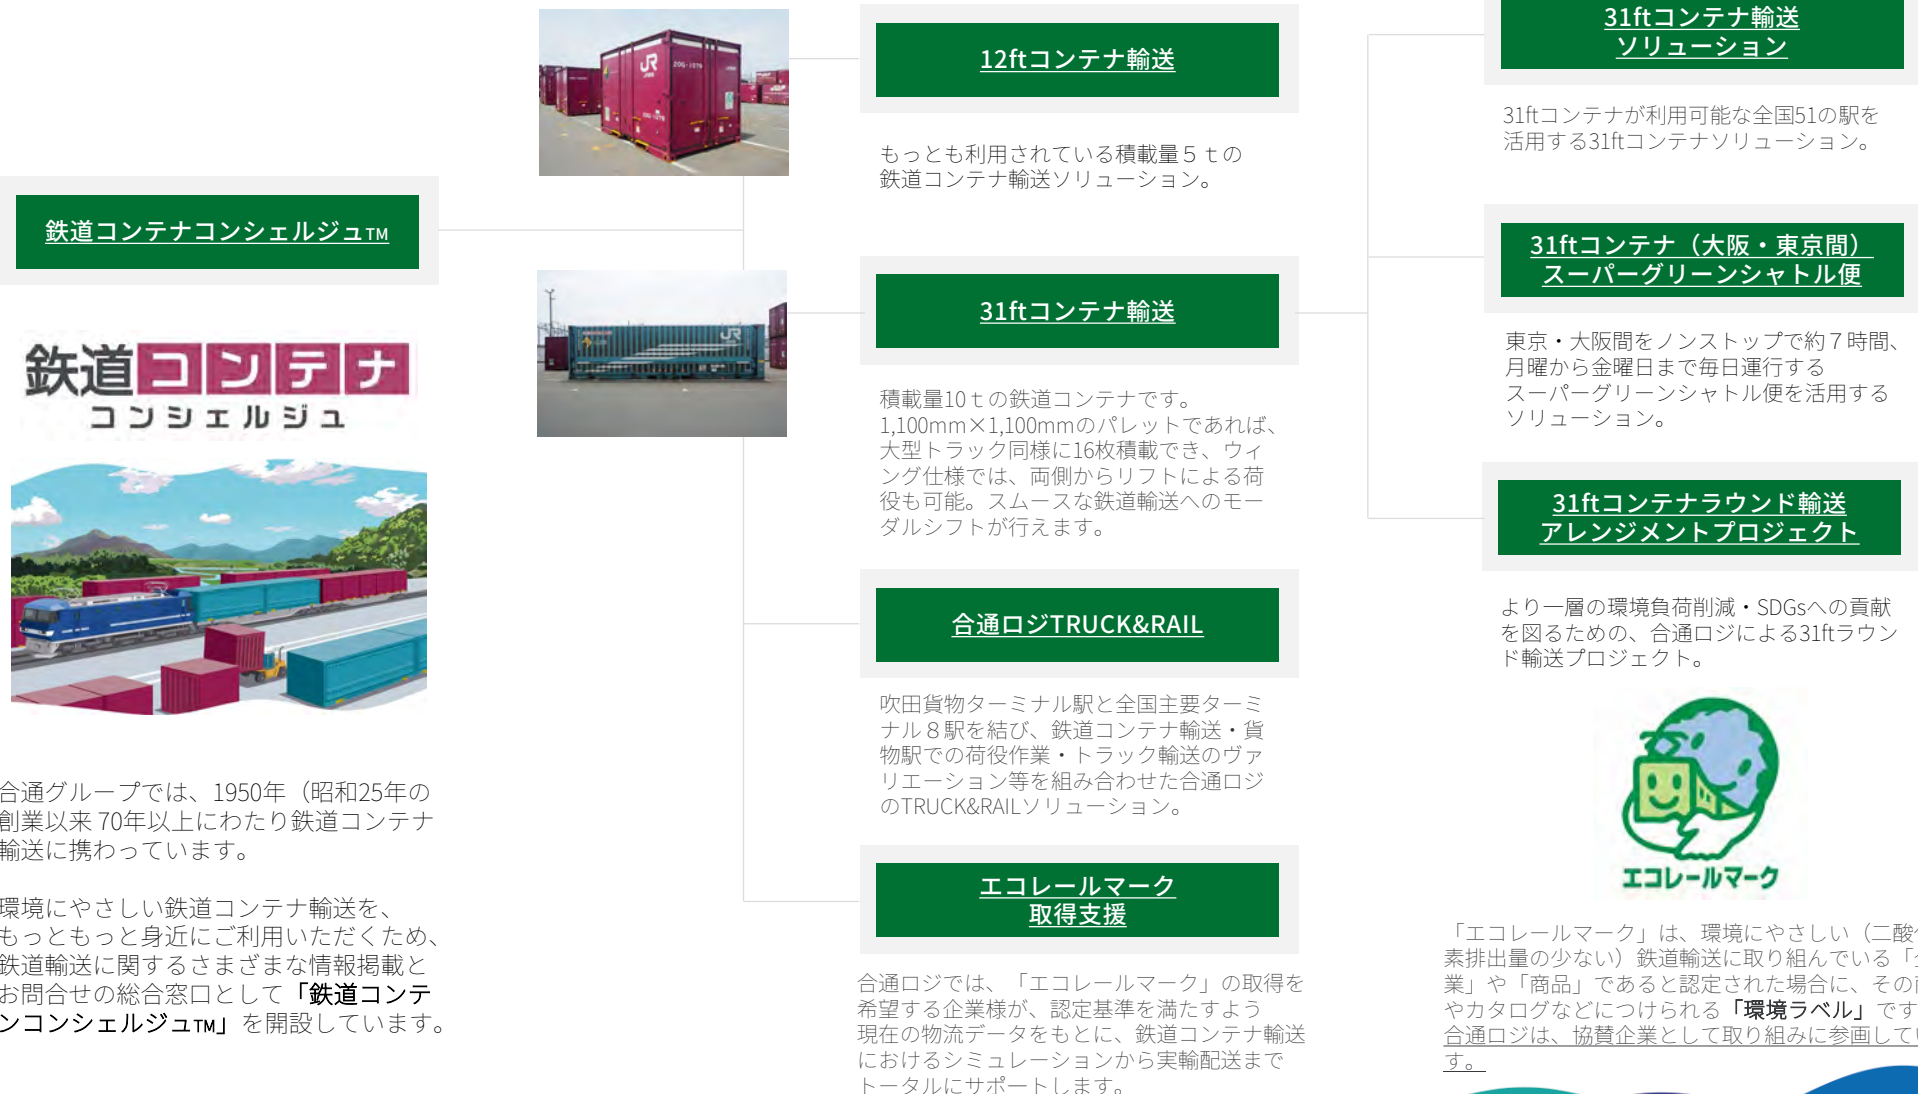 鉄道コンテナコンシェルジュTM
鉄道コンテナ
コンシェルジュ
合通グループでは、1950年（昭和25年の
創業以来 70年以上にわたり鉄道コンテナ
輸送に携わっています。
環境にやさしい鉄道コンテナ輸送を、
もっともっと身近にご利用いただくため、
鉄道輸送に関するさまざまな情報掲載と
お問合せの総合窓口として「鉄道コンテ
ンコンシェルジュTM」を開設しています。
JR
20G-1079
12ftコンテナ輸送
もっとも利用されている積載量５ｔの
鉄道コンテナ輸送ソリューション。
JR
31ftコンテナ輸送
積載量10ｔの鉄道コンテナです。
1,100mm×1,100mmのパレットであれば、
大型トラック同様に16枚積載でき、ウィ
ング仕様では、両側からリフトによる荷
役も可能。スムースな鉄道輸送へのモー
ダルシフトが行えます。
合通ロジTRUCK&RAIL
吹田貨物ターミナル駅と全国主要ターミ
ナル８駅を結び、鉄道コンテナ輸送・貨
物駅での荷役作業・トラック輸送のヴァ
リエーション等を組み合わせた合通ロジ
のTRUCK&RAILソリューション。
エコレールマーク
取得支援
合通ロジでは、「エコレールマーク」の取得を
希望する企業様が、認定基準を満たすよう
現在の物流データをもとに、鉄道コンテナ輸送
におけるシミュレーションから実輸配送まで
トータルにサポートします。
31ftコンテナ輸送
ソリューション
31ftコンテナが利用可能な全国51の駅を
活用する31ftコンテナソリューション。
31ftコンテナ（大阪・東京間）
スーパーグリーンシャトル便
東京・大阪間をノンストップで約７時間、
月曜から金曜日まで毎日運行する
スーパーグリーンシャトル便を活用する
ソリューション。
31ftコンテナラウンド輸送
アレンジメントプロジェクト
より一層の環境負荷削減・SDGsへの貢献
を図るための、合通ロジによる31ftラウン
ド輸送プロジェクト。
エコレールマーク
「エコレールマーク」は、環境にやさしい（二酸
素排出量の少ない）鉄道輸送に取り組んでいる「
業」や「商品」であると認定された場合に、その
やカタログなどにつけられる「環境ラベル」です
合通ロジは、協賛企業として取り組みに参画してい
す。